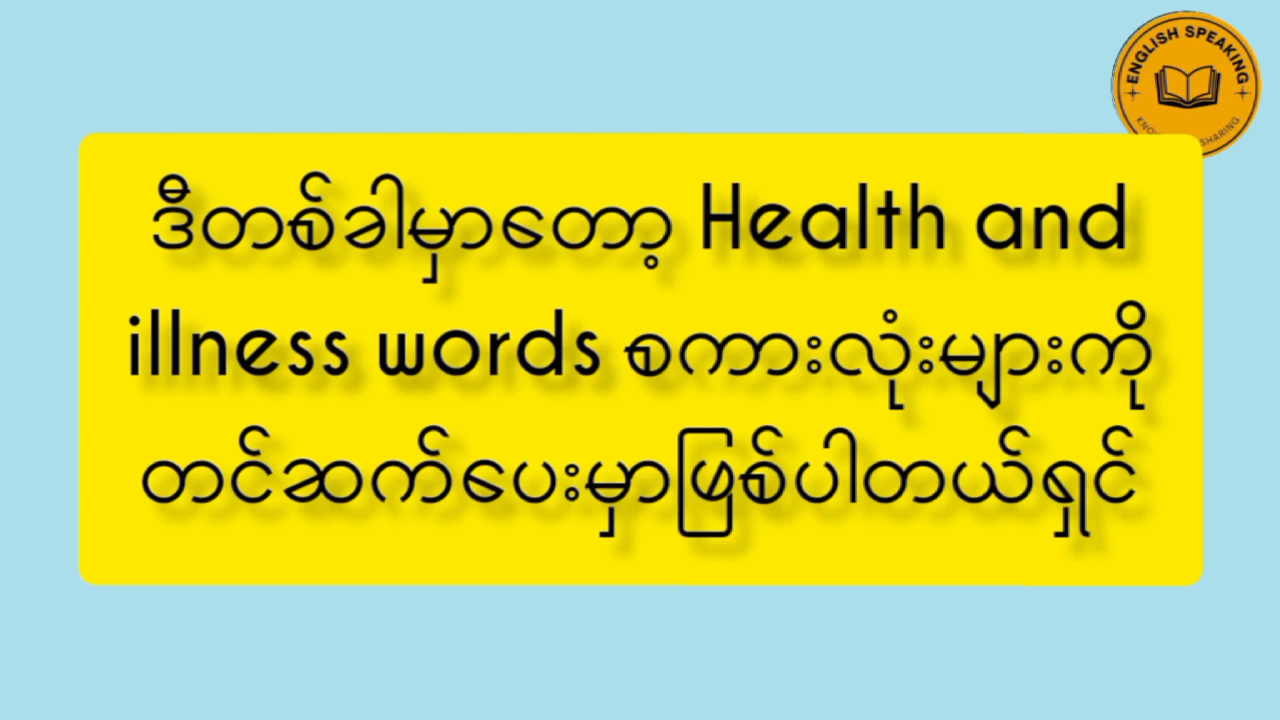 ENGLISH SPEAKING
ဒီတစ်ခါမှာတော့ Health and
illness words စကားလုံးများကို
တင်ဆက်ပေးမှာဖြစ်ပါတယ်ရှင်